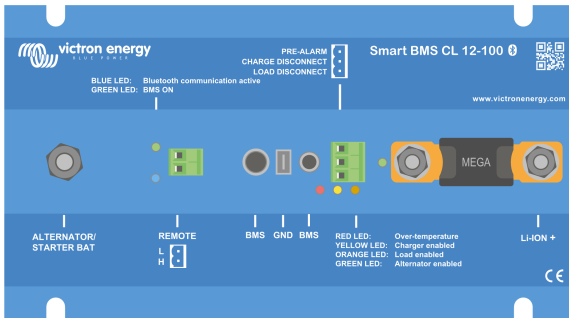 victron energy
BLUE POWER
PRE-ALARM
CHARGE DISCONNECT
LOAD DISCONNECT
Smart BMS CL 12-100
BLUE LED: Bluetooth communication active
GREEN LED: BMS ON
www.victronenergy.com
MEGA
ALTERNATOR/
STARTER BAT
REMOTE
L
H
BMS GND BMS
RED LED: Over-temperature
YELLOW LED: Charger enabled
ORANGE LED: Load enabled
GREEN LED: Alternator enabled
Li-ION +
CE